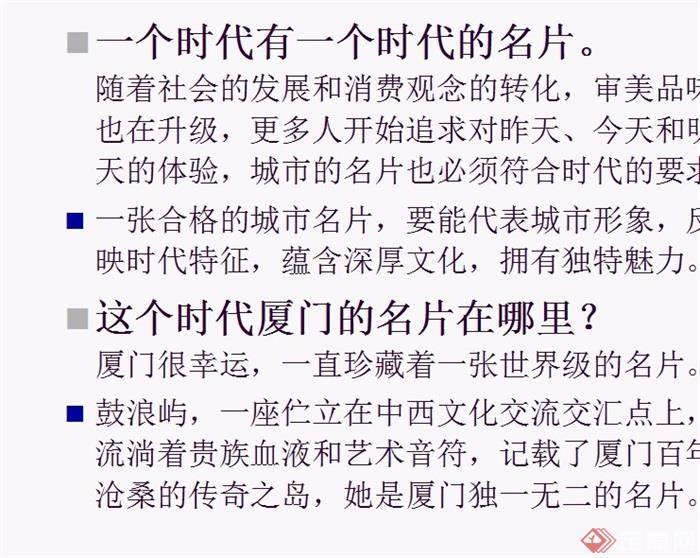 一个时代有一个时代的名片。
随着社会的发展和消费观念的转化，审美品味
也在升级，更多人开始追求对昨天、今天和明
天的体验，城市的名片也必须符合时代的要求
一张合格的城市名片，要能代表城市形象，反
映时代特征，蕴含深厚文化，拥有独特魅力。
这个时代厦门的名片在哪里？
厦门很幸运，一直珍藏着一张世界级的名片。
鼓浪屿，一座伫立在中西文化交流交汇点上，
流淌着贵族血液和艺术音符，记载了厦门百年
沧桑的传奇之岛，她是厦门独一无二的名片。